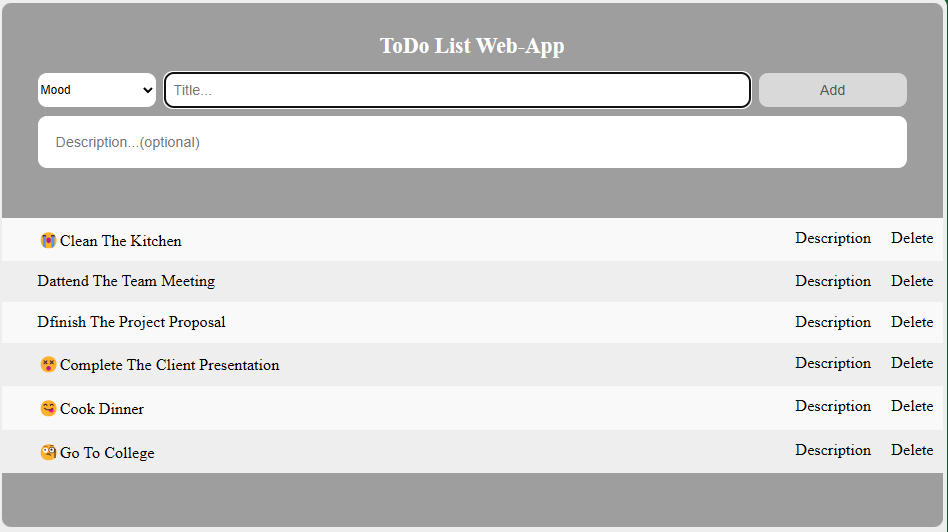 ToDo List Web-App
Mood Title... Add
Description...(optional)
😭Clean The Kitchen Description Delete
Dattend The Team Meeting Description Delete
Dfinish The Project Proposal Description Delete
😵Complete The Client Presentation Description Delete
😜Cook Dinner Description Delete
🧐Go To College Description Delete